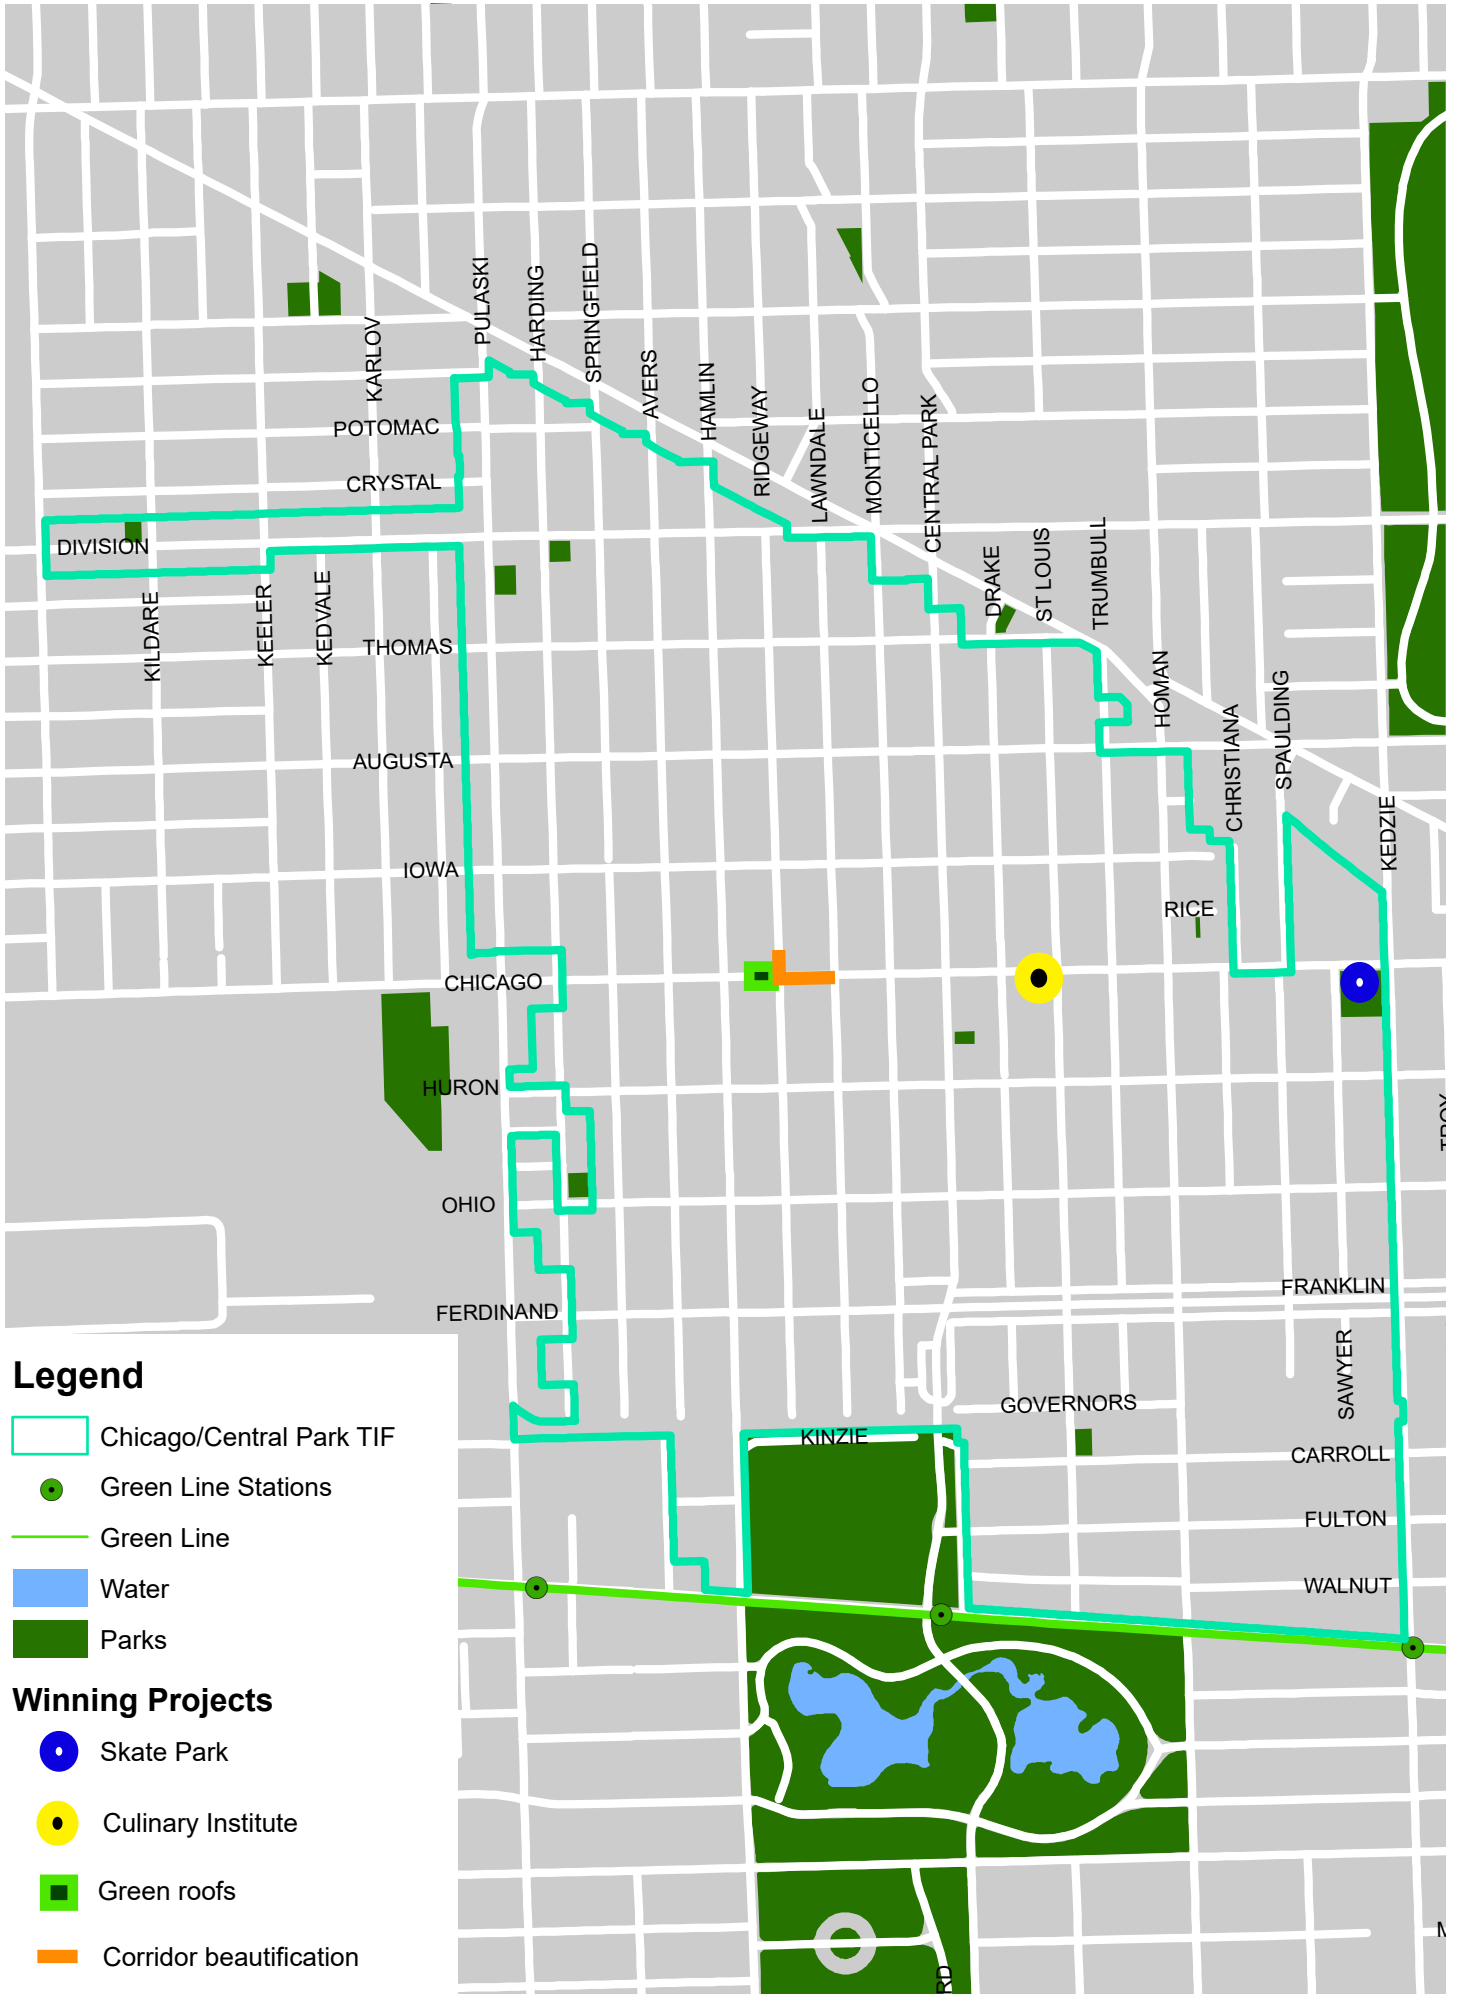 PULASKI
HARDING
SPRINGFIELD
KARLOV
AVERS
HAMLIN
RIDGEWAY
LAWNDALE
MONTICELLO
CENTRAL PARK
POTOMAC
CRYSTAL
DIVISION
DRAKE
ST LOUIS
TRUMBULL
KILDARE
KEELER
KEDVALE
THOMAS
HOMAN
CHRISTIANA
SPAULDING
AUGUSTA
KEDZIE
IOWA
RICE
CHICAGO
HURON
TROY
OHIO
FRANKLIN
FERDINAND
SAWYER
GOVERNORS
KINZIE
CARROLL
FULTON
WALNUT
RD
Legend
Chicago/Central Park TIF
Green Line Stations
Green Line
Water
Parks
Winning Projects
Skate Park
Culinary Institute
Green roofs
Corridor beautification